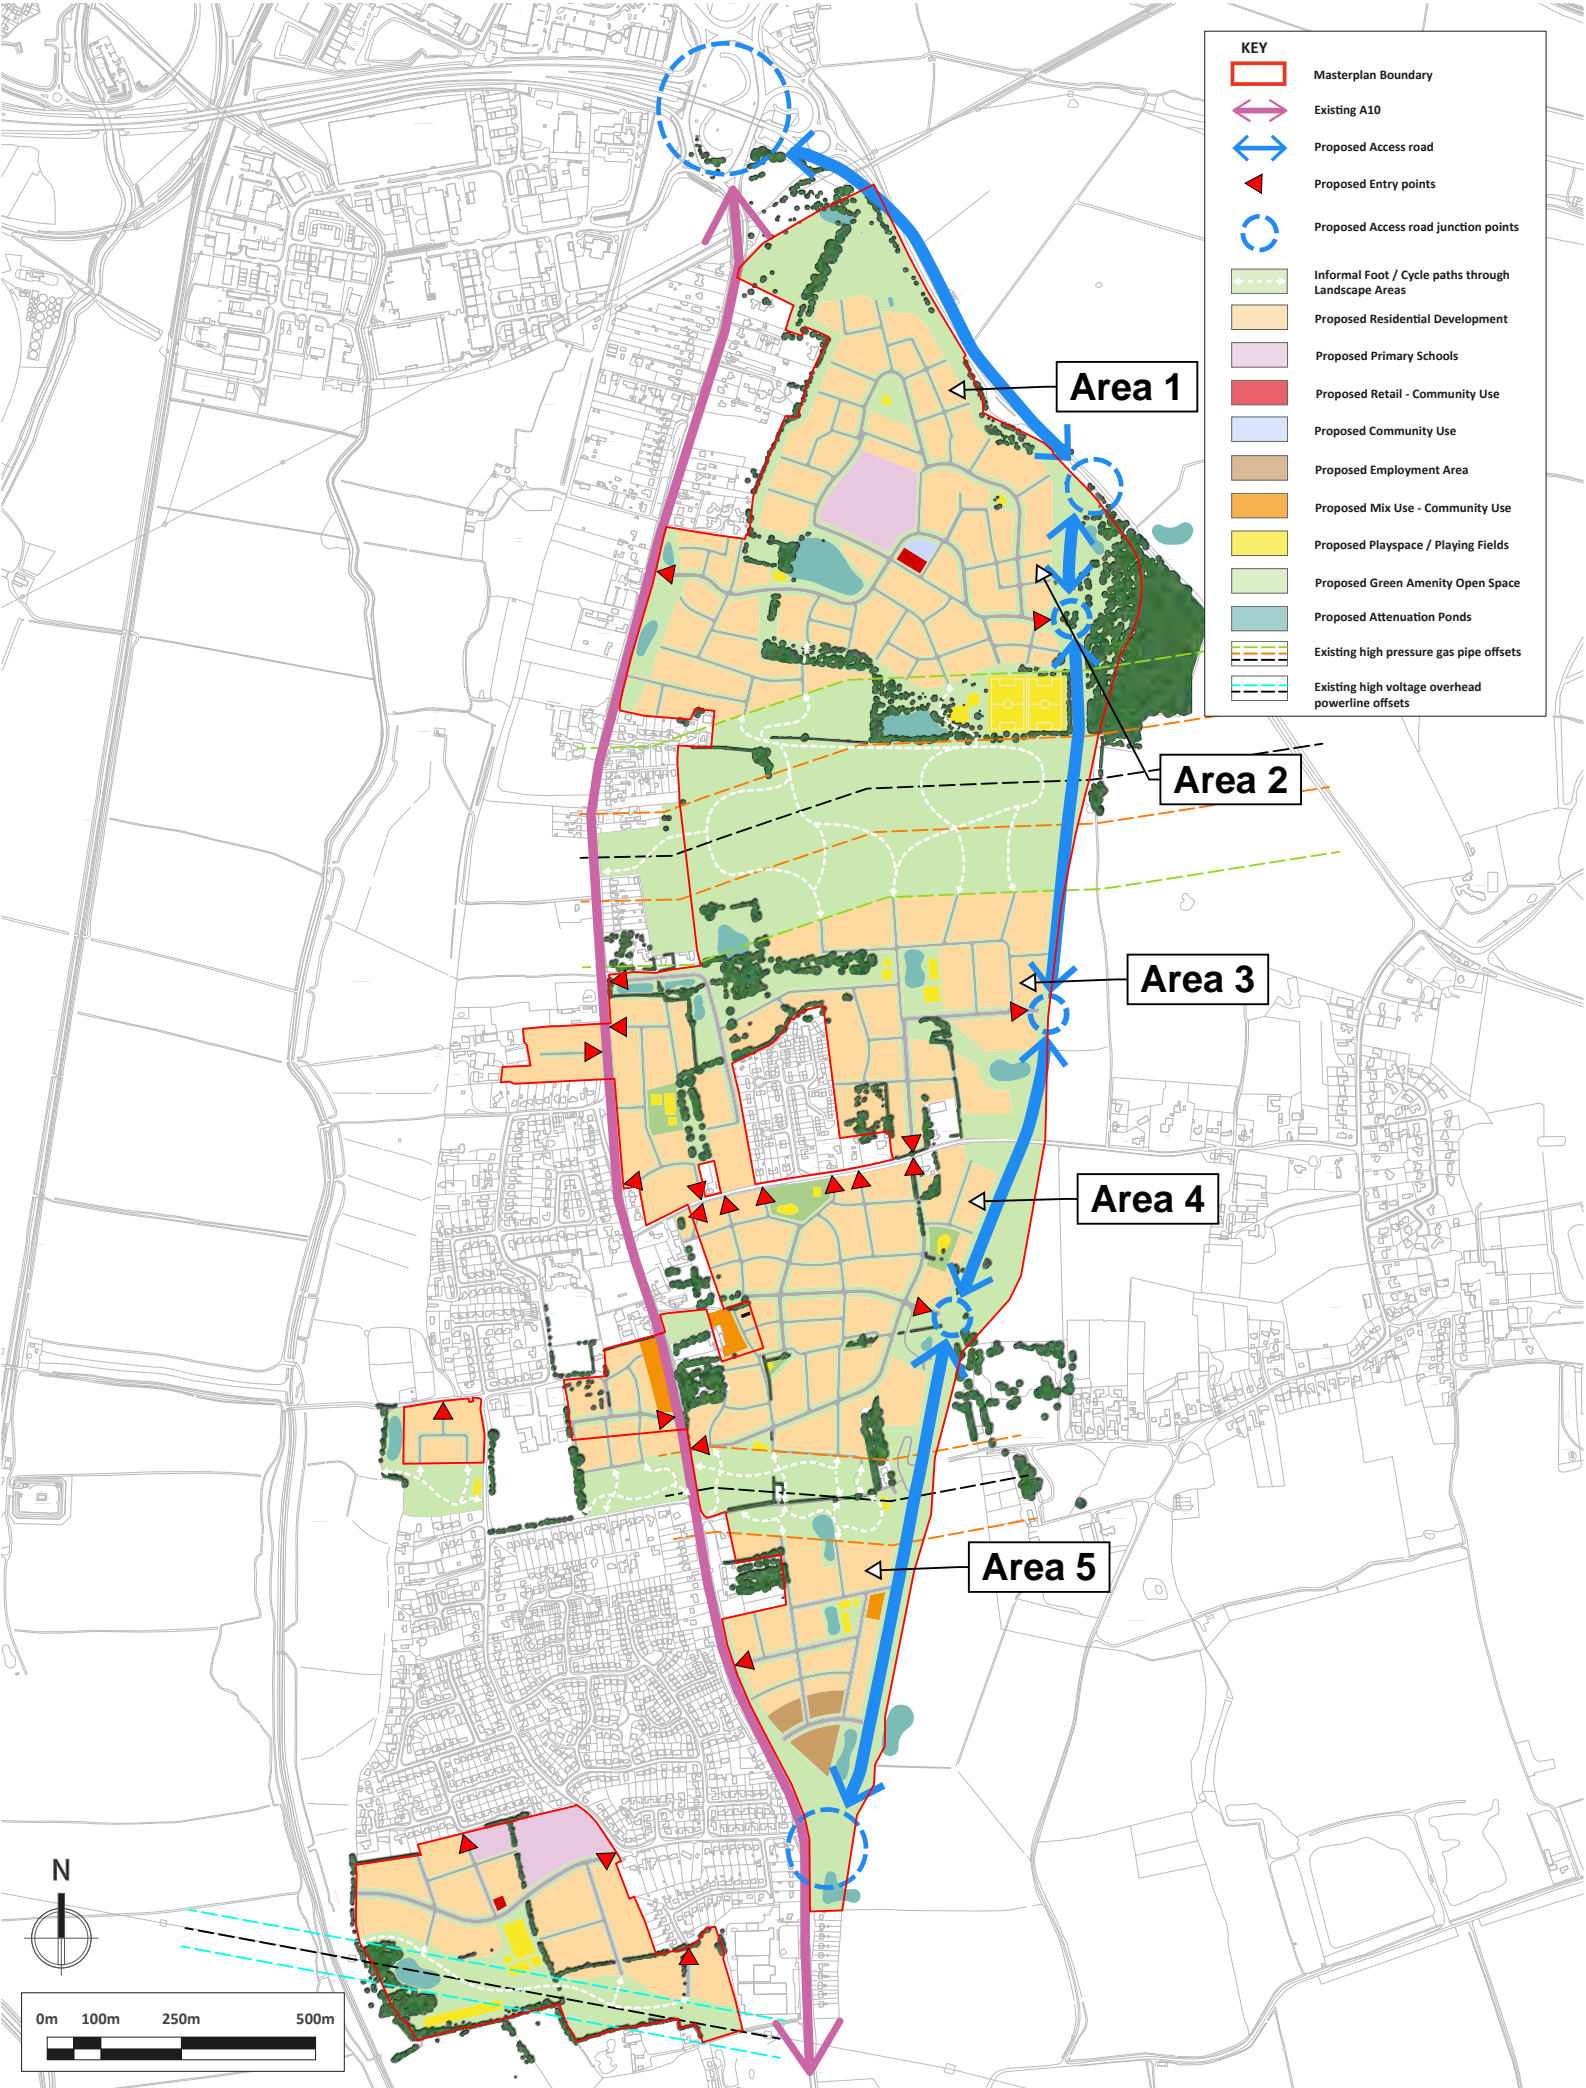 KEY
Masterplan Boundary
Existing A10
Proposed Access road
Proposed Entry points
Proposed Access road junction points
Informal Foot / Cycle paths through
Landscape Areas
Proposed Residential Development
Proposed Primary Schools
Proposed Retail - Community Use
Proposed Community Use
Proposed Employment Area
Proposed Mix Use - Community Use
Proposed Playspace / Playing Fields
Proposed Green Amenity Open Space
Proposed Attenuation Ponds
Existing high pressure gas pipe offsets
Existing high voltage overhead
powerline offsets
Area 1
Area 2
Area 3
Area 4
Area 5
N
0m 100m 250m 500m